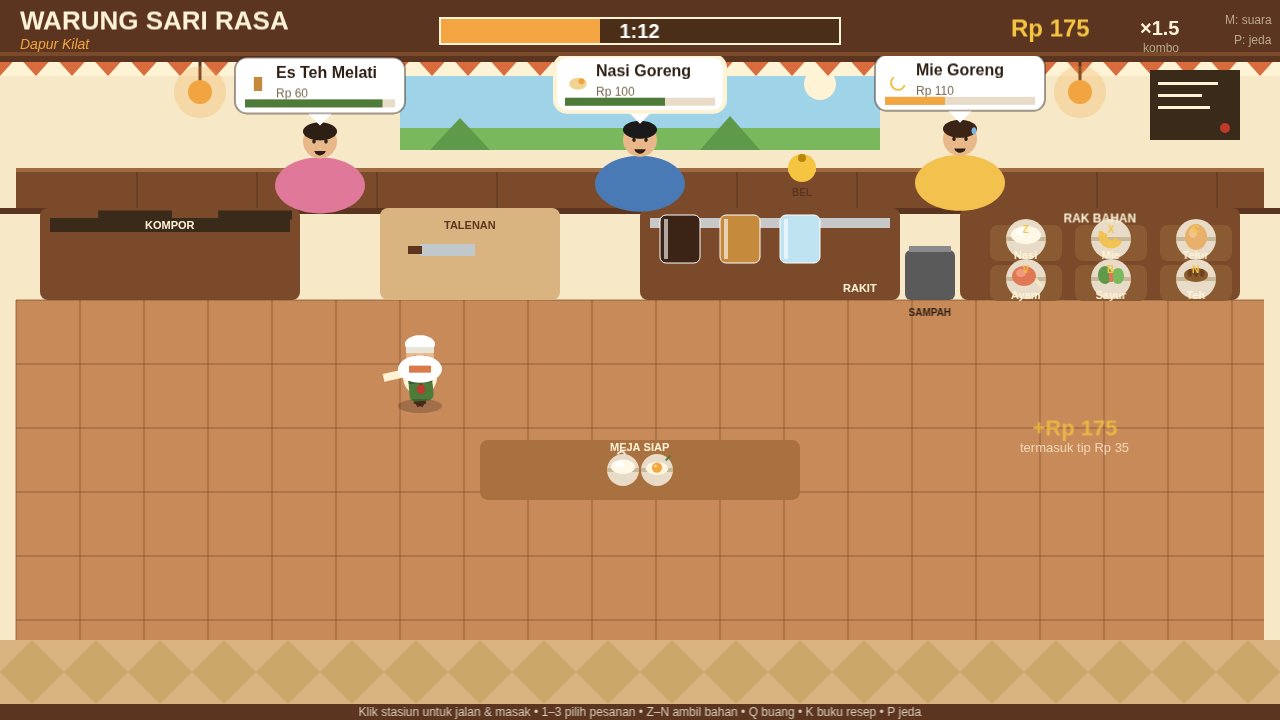 WARUNG SARI RASA
Dapur Kilat
1:12
Rp 175
×1.5
kombo
M: suara
P: jeda
Es Teh Melati
Rp 60
Nasi Goreng
Rp 100
Mie Goreng
Rp 110
BEL
KOMPOR
TALENAN
RAKIT
SAMPAH
RAK BAHAN
Z
X
Nasi
Mie
Telur
B
N
Ayam
Sayur
Teh
+Rp 175
termasuk tip Rp 35
MEJA SIAP
Klik stasiun untuk jalan & masak • 1–3 pilih pesanan • Z–N ambil bahan • Q buang • K buku resep • P jeda